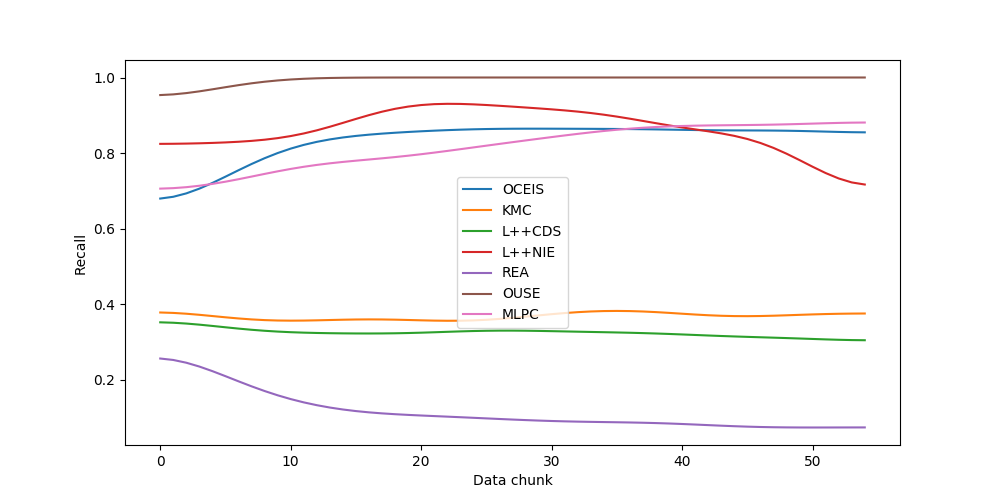 1.0
0.8
0.6
0.4
0.2
Recall
OCEIS
KMC
L++CDS
L++NIE
REA
OUSE
MLPC
0 10 20 30 40 50
Data chunk